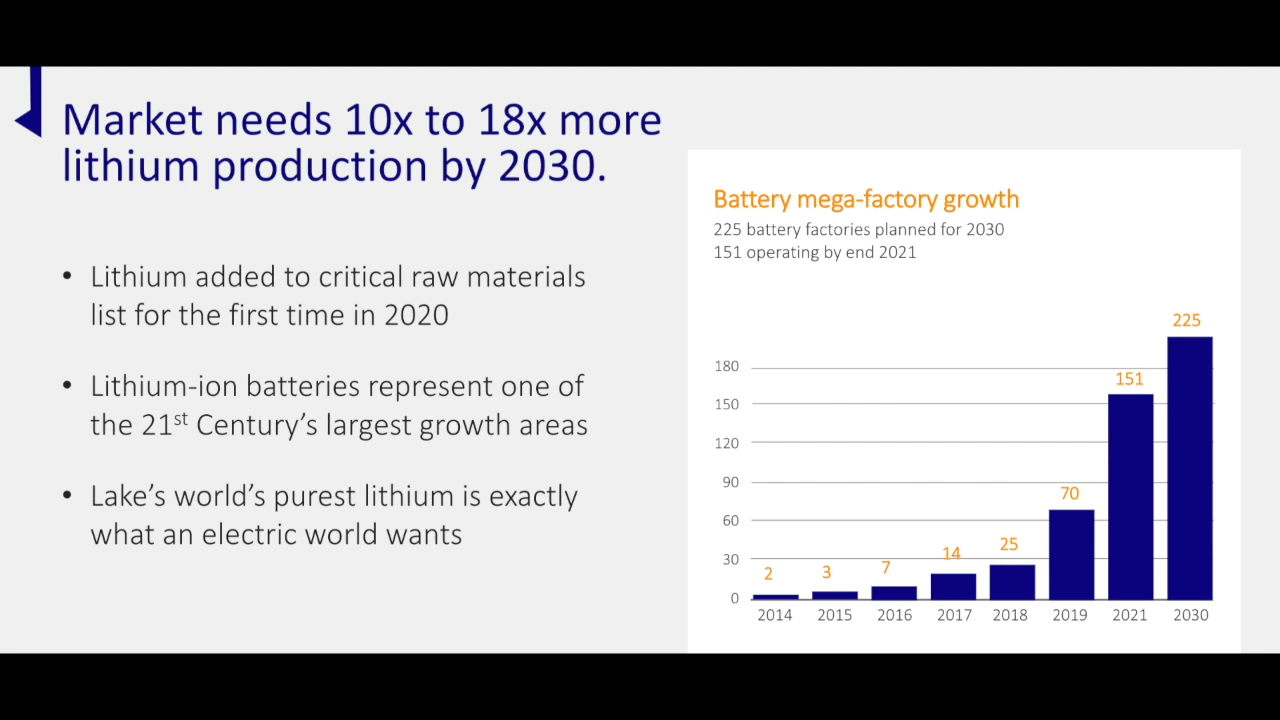 Market needs 10x to 18x more
lithium production by 2030.
• Lithium added to critical raw materials
list for the first time in 2020
• Lithium-ion batteries represent one of
the 21st Century's largest growth areas
• Lake's world's purest lithium is exactly
what an electric world wants
Battery mega-factory growth
225 battery factories planned for 2030
151 operating by end 2021
225
180
151
150
120
90
70
60
30
25
14
7
3
2
0
2014 2015 2016 2017 2018 2019 2021 2030